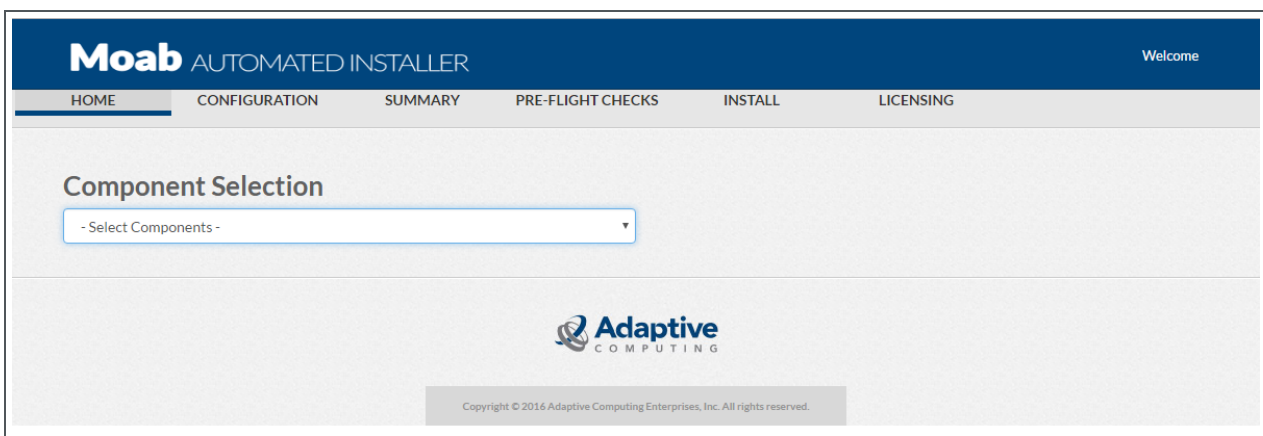 Moab AUTOMATED INSTALLER
Welcome
HOME CONFIGURATION SUMMARY PRE-FLIGHT CHECKS INSTALL LICENSING
Component Selection
- Select Components -
Adaptive
COMPUTING
Copyright © 2016 Adaptive Computing Enterprises, Inc. All rights reserved.